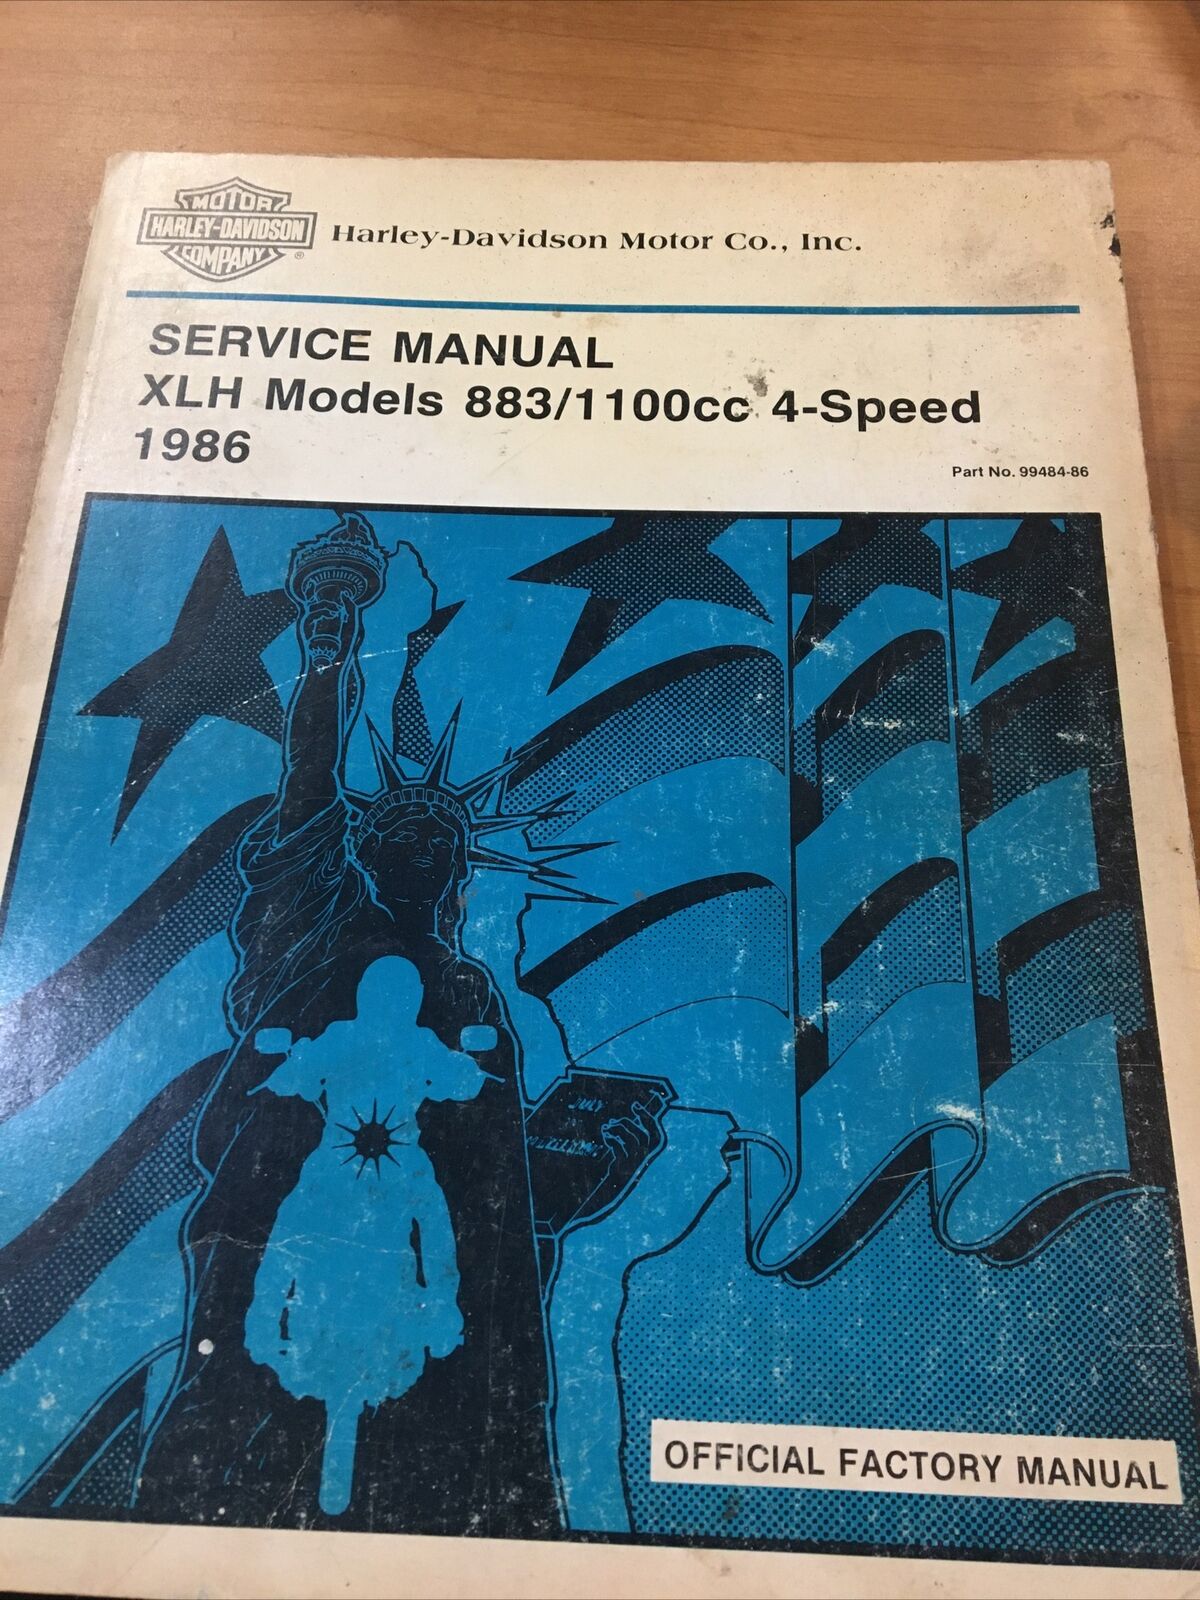 MOTOR
HARLEY-DAVIDSON
COMPANY
®
Harley-Davidson Motor Co., Inc.
SERVICE MANUAL
XLH Models 883/1100cc 4-Speed
1986
Part No. 99484-86
JULY
OFFICIAL FACTORY MANUAL